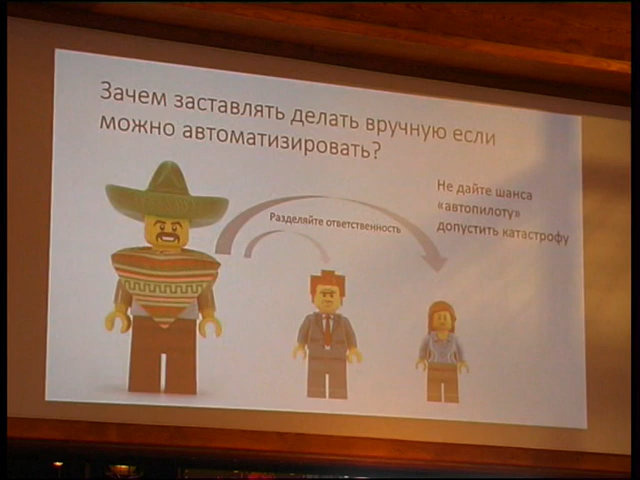 Зачем заставлять делать вручную если
можно автоматизировать?
Не дайте шанса
«автопилоту»
допустить катастрофу
Разделяйте ответственность